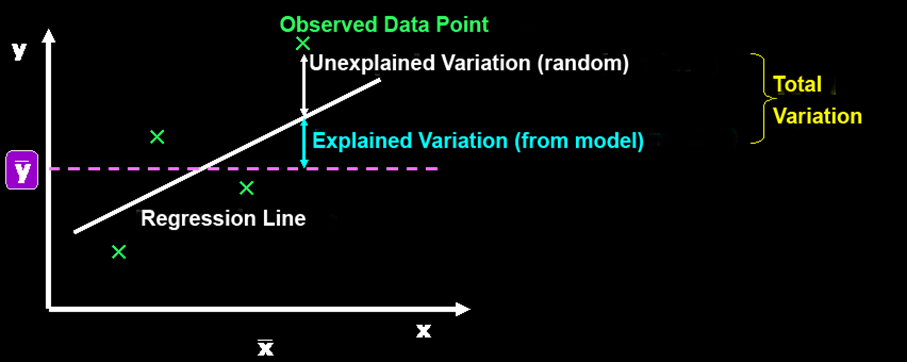 Observed Data Point
y
Unexplained Variation (random)
Total
Variation
Explained Variation (from model)
y̅
Regression Line
x
x̅